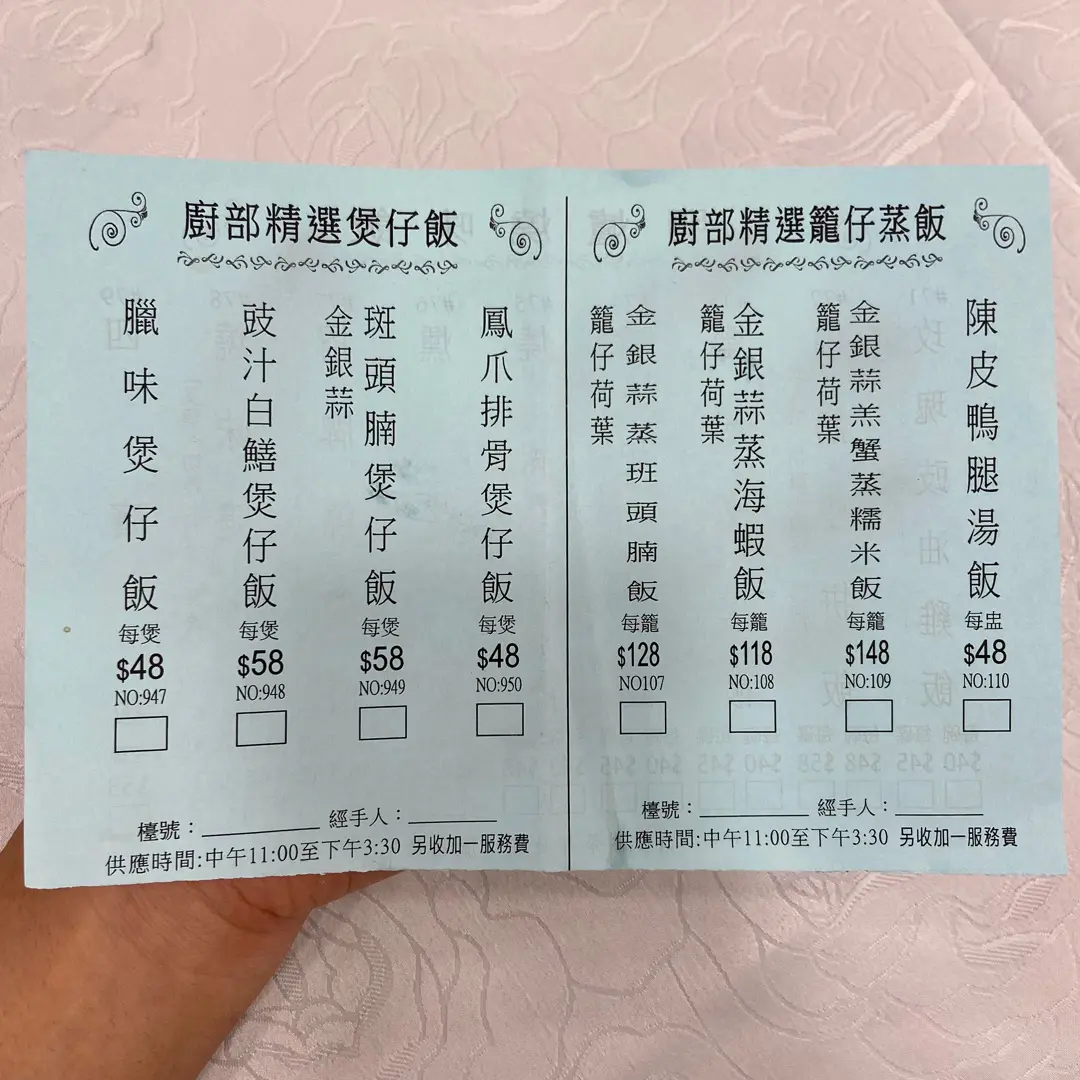 廚部精選煲仔飯
臘味煲仔飯
每煲
$48
NO:947
豉汁白鱔煲仔飯
每煲
$58
NO:948
金銀蒜
斑頭腩煲仔飯
每煲
$58
NO:949
鳳爪排骨煲仔飯
每煲
$48
NO:950
檯號：________ 經手人：________
供應時間:中午11:00至下午3:30 另收加一服務費
廚部精選籠仔蒸飯
籠仔荷葉
金銀蒜蒸班頭腩飯
每籠
$128
NO107
籠仔荷葉
金銀蒜蒸海蝦飯
每籠
$118
NO:108
籠仔荷葉
金銀蒜羔蟹蒸糯米飯
每籠
$148
NO:109
陳皮鴨腿湯飯
每盅
$48
NO:110
檯號：________ 經手人：________
供應時間:中午11:00至下午3:30 另收加一服務費